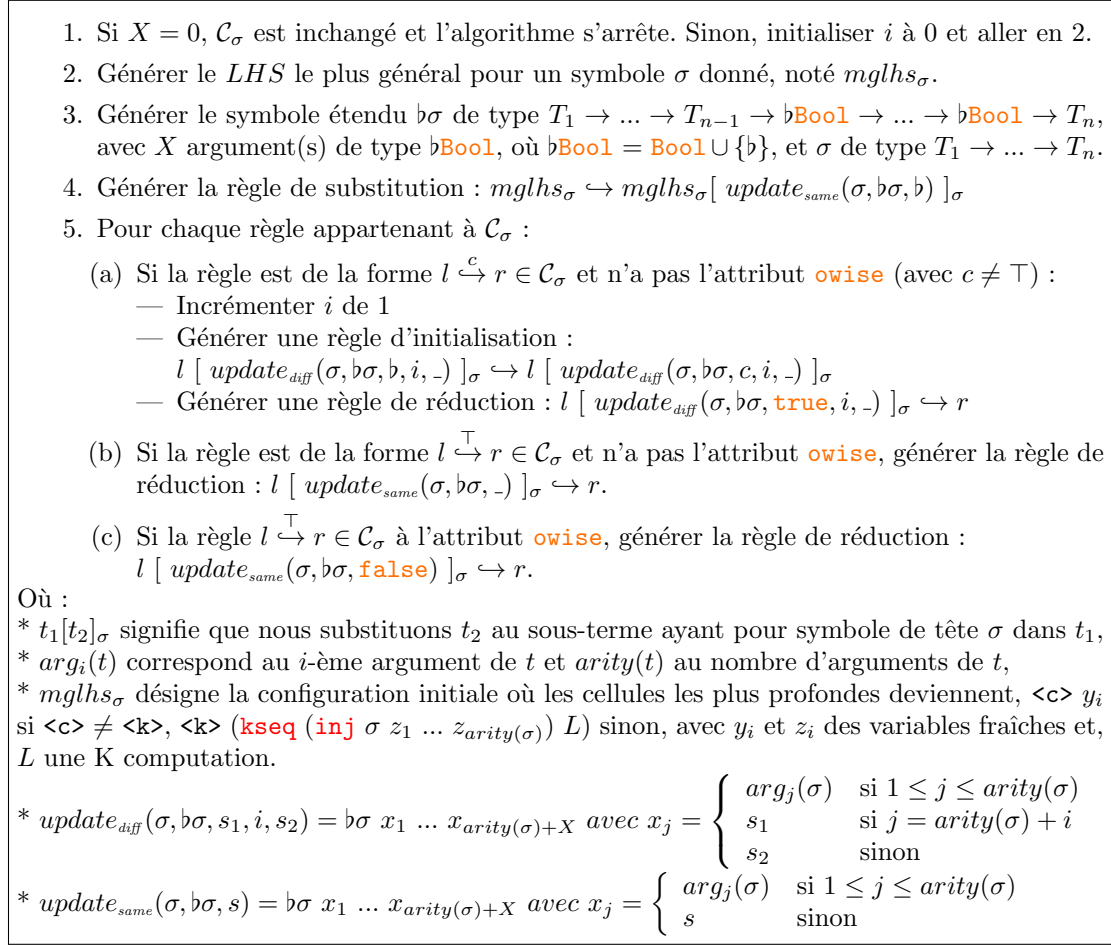 1. Si X = 0, 𝒞_σ est inchangé et l'algorithme s'arrête. Sinon, initialiser i à 0 et aller en 2.
2. Générer le LHS le plus général pour un symbole σ donné, noté mglhs_σ.
3. Générer le symbole étendu ♭σ de type T_1 → ... → T_{n−1} → ♭Bool → ... → ♭Bool → T_n,
avec X argument(s) de type ♭Bool, où ♭Bool = Bool ∪ {♭}, et σ de type T_1 → ... → T_n.
4. Générer la règle de substitution : mglhs_σ ↪ mglhs_σ[ update_same(σ, ♭σ, ♭) ]_σ
5. Pour chaque règle appartenant à 𝒞_σ :
(a) Si la règle est de la forme l ↪^c r ∈ 𝒞_σ et n'a pas l'attribut owise (avec c ≠ ⊤) :
— Incrémenter i de 1
— Générer une règle d'initialisation :
l [ update_diff(σ, ♭σ, ♭, i, _) ]_σ ↪ l [ update_diff(σ, ♭σ, c, i, _) ]_σ
— Générer une règle de réduction : l [ update_diff(σ, ♭σ, true, i, _) ]_σ ↪ r
(b) Si la règle est de la forme l ↪^⊤ r ∈ 𝒞_σ et n'a pas l'attribut owise, générer la règle de
réduction : l [ update_same(σ, ♭σ, _) ]_σ ↪ r.
(c) Si la règle l ↪^⊤ r ∈ 𝒞_σ à l'attribut owise, générer la règle de réduction :
l [ update_same(σ, ♭σ, false) ]_σ ↪ r.
Où :
* t_1[t_2]_σ signifie que nous substituons t_2 au sous-terme ayant pour symbole de tête σ dans t_1,
* arg_i(t) correspond au i-ème argument de t et arity(t) au nombre d'arguments de t,
* mglhs_σ désigne la configuration initiale où les cellules les plus profondes deviennent, <c> y_i
si <c> ≠ <k>, <k> (kseq (inj σ z_1 ... z_{arity(σ)}) L) sinon, avec y_i et z_i des variables fraîches et,
L une K computation.
* update_diff(σ, ♭σ, s_1, i, s_2) = ♭σ x_1 ... x_{arity(σ)+X} avec x_j = { arg_j(σ) si 1 ≤ j ≤ arity(σ)
s_1 si j = arity(σ) + i
s_2 sinon
* update_same(σ, ♭σ, s) = ♭σ x_1 ... x_{arity(σ)+X} avec x_j = { arg_j(σ) si 1 ≤ j ≤ arity(σ)
s sinon